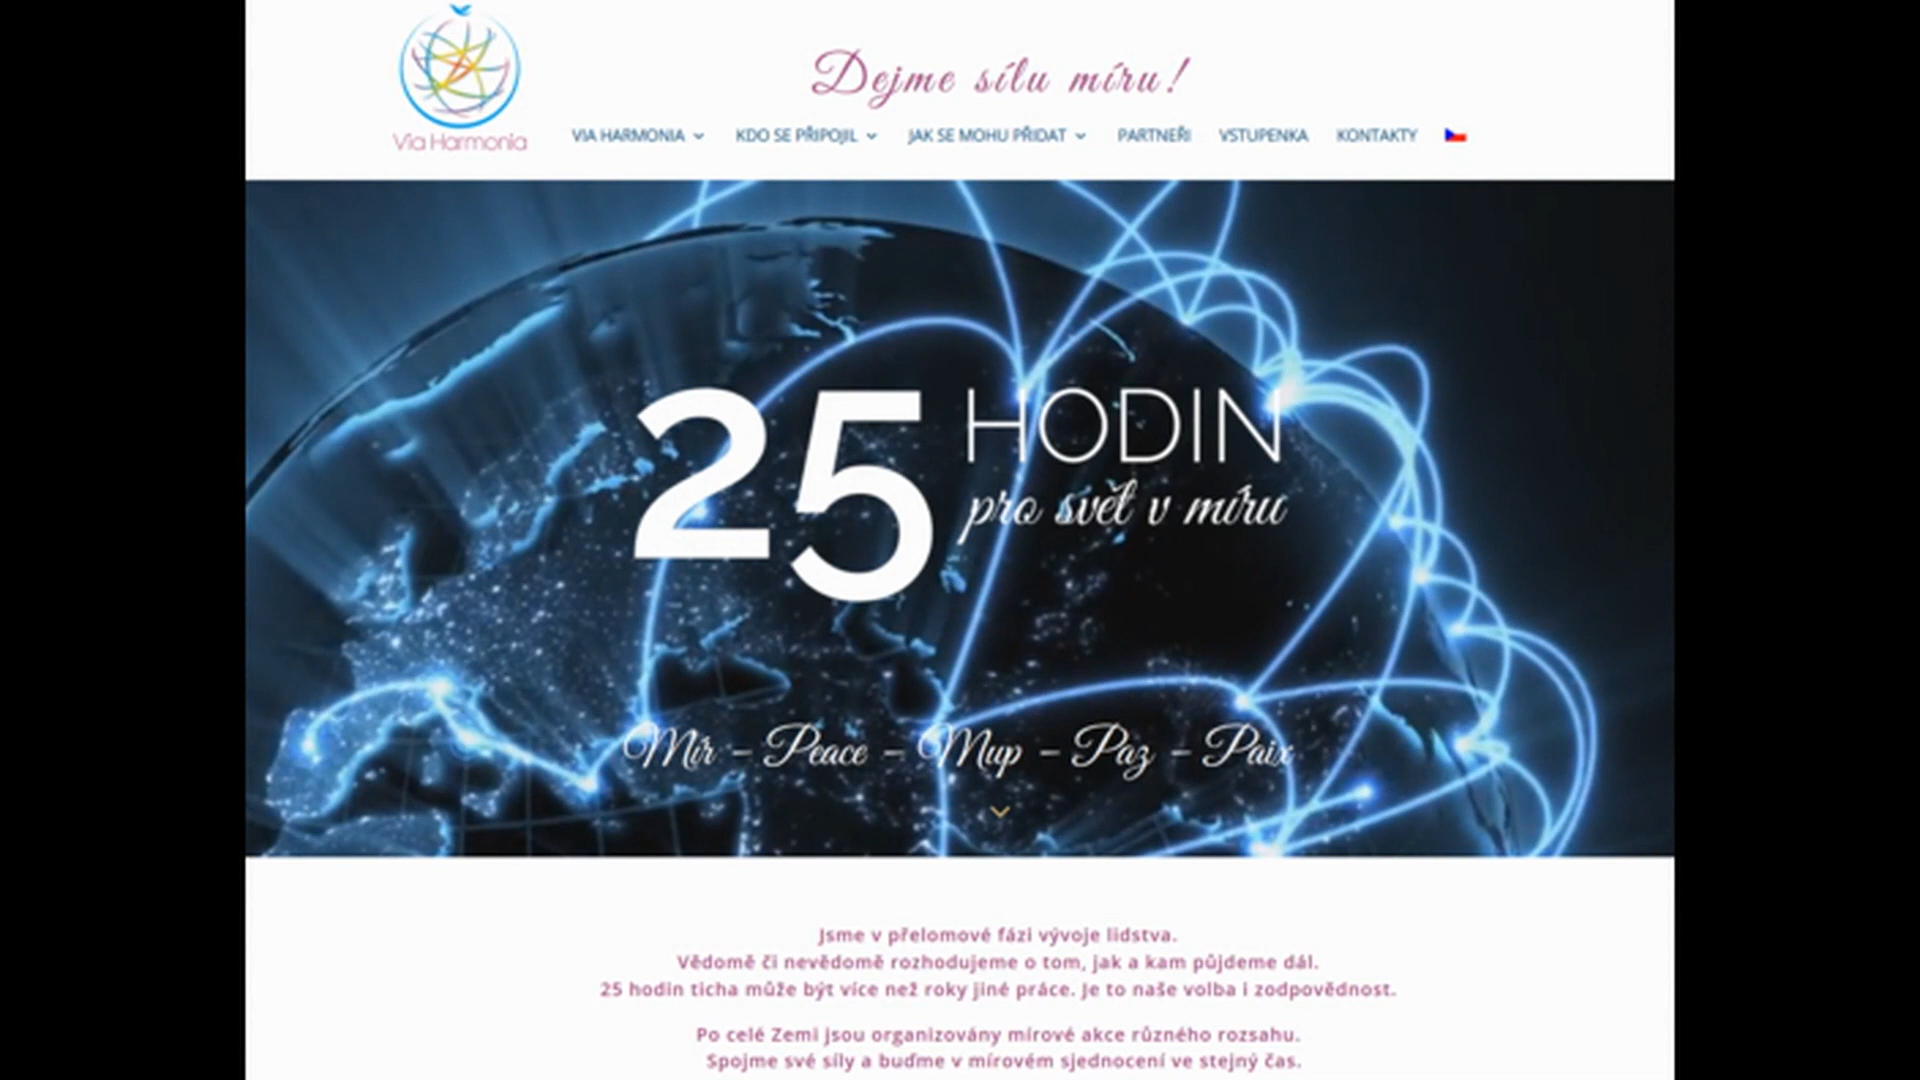 Via Harmonia
Dejme sílu míru!
VIA HARMONIA
KDO SE PŘIPOJIL
JAK SE MOHU PŘIDAT
PARTNEŘI
VSTUPENKA
KONTAKTY
25 HODIN
pro svět v míru
Mír – Peace – Мир – Paz – Paix
Jsme v přelomové fázi vývoje lidstva.
Vědomě či nevědomě rozhodujeme o tom, jak a kam půjdeme dál.
25 hodin ticha může být více než roky jiné práce. Je to naše volba i zodpovědnost.
Po celé Zemi jsou organizovány mírové akce různého rozsahu.
Spojme své síly a buďme v mírovém sjednocení ve stejný čas.